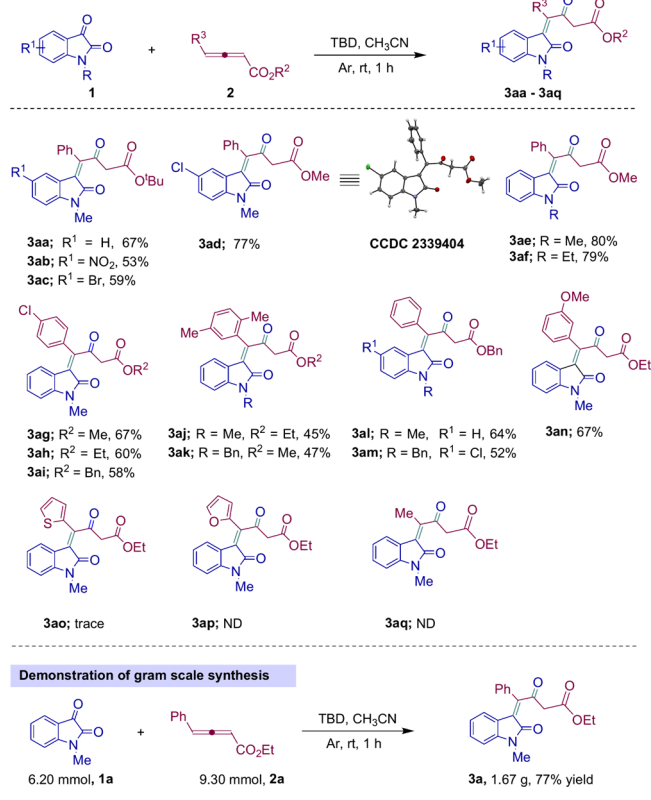 O
R¹
O
N
R
1
+
R³
CO₂R²
2
TBD, CH₃CN
Ar, rt, 1 h
R³ O O
OR²
R¹
O
N
R
3aa - 3aq
Ph O O
OᵗBu
R¹
O
N
Me
3aa; R¹ = H, 67%
3ab; R¹ = NO₂, 53%
3ac; R¹ = Br, 59%
Ph O O
OMe
Cl
O
N
Me
3ad; 77%
CCDC 2339404
Ph O O
OMe
O
N
R
3ae; R = Me, 80%
3af; R = Et, 79%
Cl
O O
OR²
O
N
Me
3ag; R² = Me, 67%
3ah; R² = Et, 60%
3ai; R² = Bn, 58%
Me
Me
O O
OR²
O
N
R
3aj; R = Me, R² = Et, 45%
3ak; R = Bn, R² = Me, 47%
O O
OBn
R¹
O
N
R
3al; R = Me, R¹ = H, 64%
3am; R = Bn, R¹ = Cl, 52%
OMe
O O
OEt
O
N
Me
3an; 67%
S
O O
OEt
O
N
Me
3ao; trace
O
O O
OEt
O
N
Me
3ap; ND
Me O O
OEt
O
N
Me
3aq; ND
Demonstration of gram scale synthesis
O
O
N
Me
6.20 mmol, 1a
+
Ph
CO₂Et
9.30 mmol, 2a
TBD, CH₃CN
Ar, rt, 1 h
Ph O O
OEt
O
N
Me
3a, 1.67 g, 77% yield